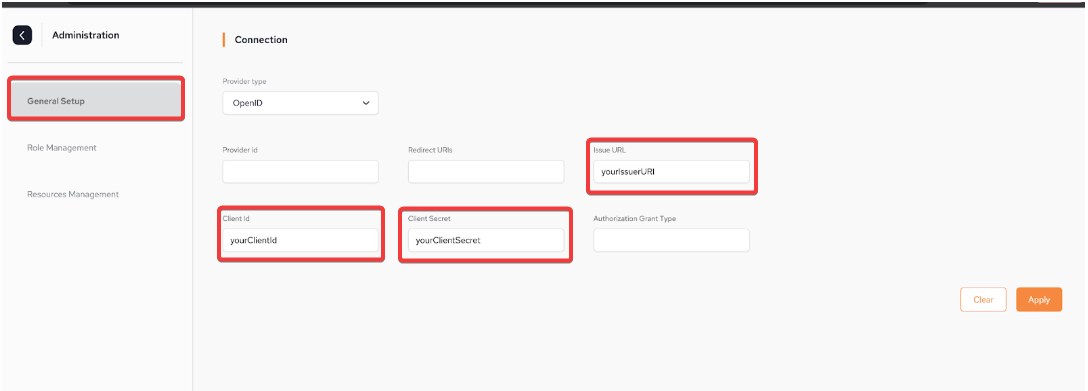 Administration
Connection
General Setup
Role Management
Resources Management
Provider type
OpenID
Provider id
Redirect URIs
Issue URL
yourIssuerURI
Client Id
Client Secret
Authorization Grant Type
yourClientId
yourClientSecret
Clear
Apply